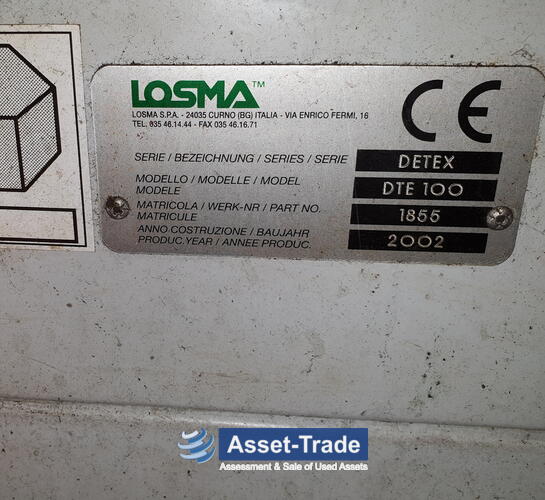 LOSMA™
LOSMA S.P.A. - 24035 CURNO (BG) ITALIA - VIA ENRICO FERMI, 16
TEL. 035 46.14.44 - FAX 035 46.16.71
CE
SERIE / BEZEICHNUNG / SERIES / SERIE DETEX
MODELLO / MODELLE / MODEL
MODELE DTE 100
MATRICOLA / WERK-NR / PART NO.
MATRICULE 1855
ANNO COSTRUZIONE / BAUJAHR
PRODUC.YEAR / ANNEE PRODUC. 2002
Asset-Trade
Assessment & Sale of Used Assets